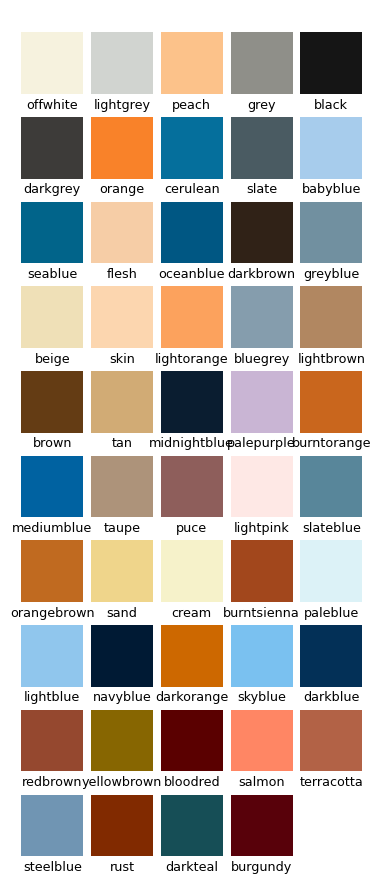 offwhite lightgrey peach grey black
darkgrey orange cerulean slate babyblue
seablue flesh oceanblue darkbrown greyblue
beige skin lightorange bluegrey lightbrown
brown tan midnightblue palepurple burntorange
mediumblue taupe puce lightpink slateblue
orangebrown sand cream burntsienna paleblue
lightblue navyblue darkorange skyblue darkblue
redbrown yellowbrown bloodred salmon terracotta
steelblue rust darkteal burgundy